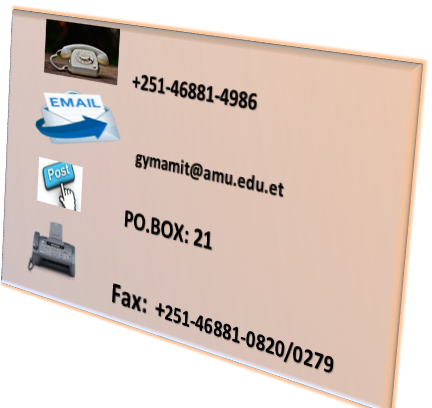 +251-46881-4986
EMAIL
gymamit@amu.edu.et
Post
PO.BOX: 21
Fax: +251-46881-0820/0279